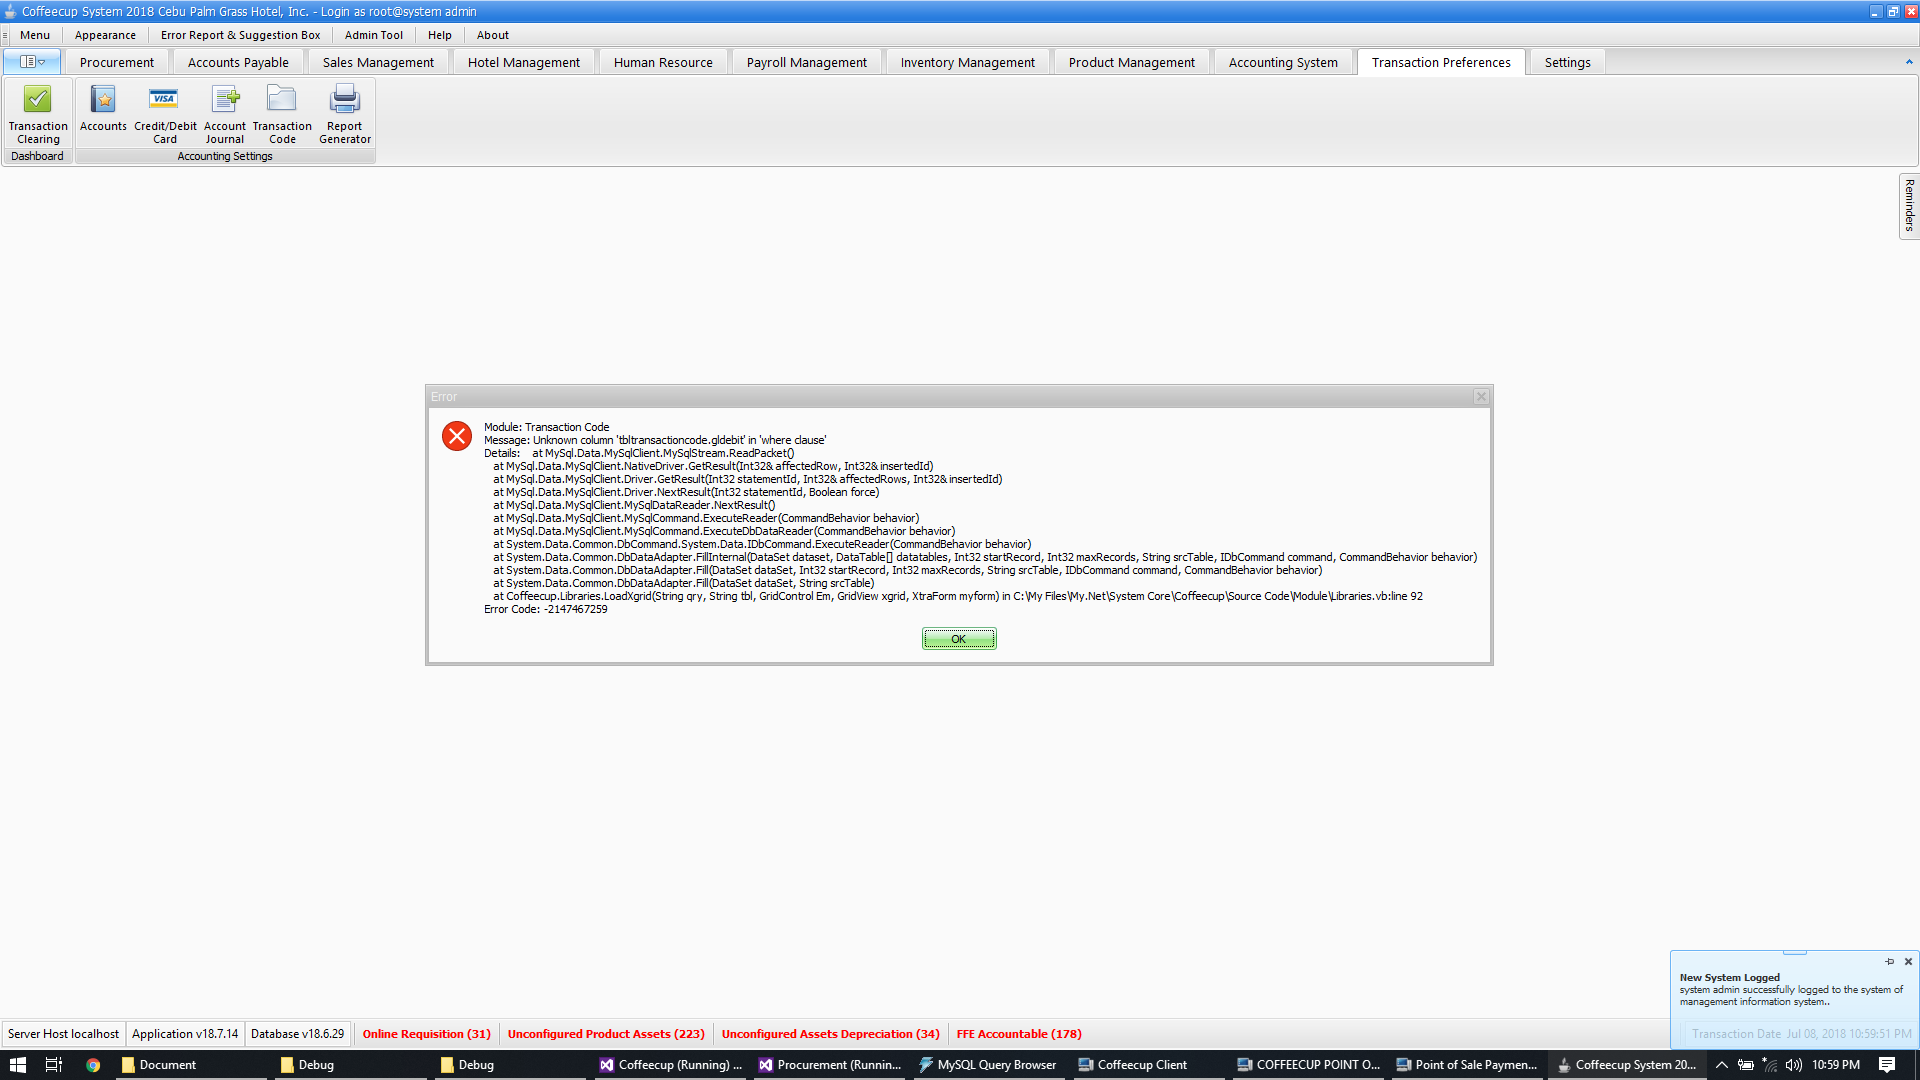 Coffeecup System 2018 Cebu Palm Grass Hotel, Inc. - Login as root@system admin
Menu Appearance Error Report & Suggestion Box Admin Tool Help About
Procurement Accounts Payable Sales Management Hotel Management Human Resource Payroll Management Inventory Management Product Management Accounting System Transaction Preferences Settings
Transaction Clearing
Accounts
VISA
Credit/Debit Card
Account Journal
Transaction Code
Report Generator
Dashboard Accounting Settings
Reminders
Error
Module: Transaction Code
Message: Unknown column 'tbltransactioncode.gldebit' in 'where clause'
Details: at MySql.Data.MySqlClient.MySqlStream.ReadPacket()
at MySql.Data.MySqlClient.NativeDriver.GetResult(Int32& affectedRow, Int32& insertedId)
at MySql.Data.MySqlClient.Driver.GetResult(Int32 statementId, Int32& affectedRows, Int32& insertedId)
at MySql.Data.MySqlClient.Driver.NextResult(Int32 statementId, Boolean force)
at MySql.Data.MySqlClient.MySqlDataReader.NextResult()
at MySql.Data.MySqlClient.MySqlCommand.ExecuteReader(CommandBehavior behavior)
at MySql.Data.MySqlClient.MySqlCommand.ExecuteDbDataReader(CommandBehavior behavior)
at System.Data.Common.DbCommand.System.Data.IDbCommand.ExecuteReader(CommandBehavior behavior)
at System.Data.Common.DbDataAdapter.FillInternal(DataSet dataset, DataTable[] datatables, Int32 startRecord, Int32 maxRecords, String srcTable, IDbCommand command, CommandBehavior behavior)
at System.Data.Common.DbDataAdapter.Fill(DataSet dataSet, Int32 startRecord, Int32 maxRecords, String srcTable, IDbCommand command, CommandBehavior behavior)
at System.Data.Common.DbDataAdapter.Fill(DataSet dataSet, String srcTable)
at Coffeecup.Libraries.LoadXgrid(String qry, String tbl, GridControl Em, GridView xgrid, XtraForm myform) in C:\My Files\My.Net\System Core\Coffeecup\Source Code\Module\Libraries.vb:line 92
Error Code: -2147467259
OK
New System Logged
system admin successfully logged to the system of
management information system..
Transaction Date Jul 08, 2018 10:59:51 PM
Server Host localhost Application v18.7.14 Database v18.6.29 Online Requisition (31) Unconfigured Product Assets (223) Unconfigured Assets Depreciation (34) FFE Accountable (178)
Document Debug Debug Coffeecup (Running) ... Procurement (Runnin... MySQL Query Browser Coffeecup Client COFFEECUP POINT O... Point of Sale Paymen... Coffeecup System 20... 10:59 PM